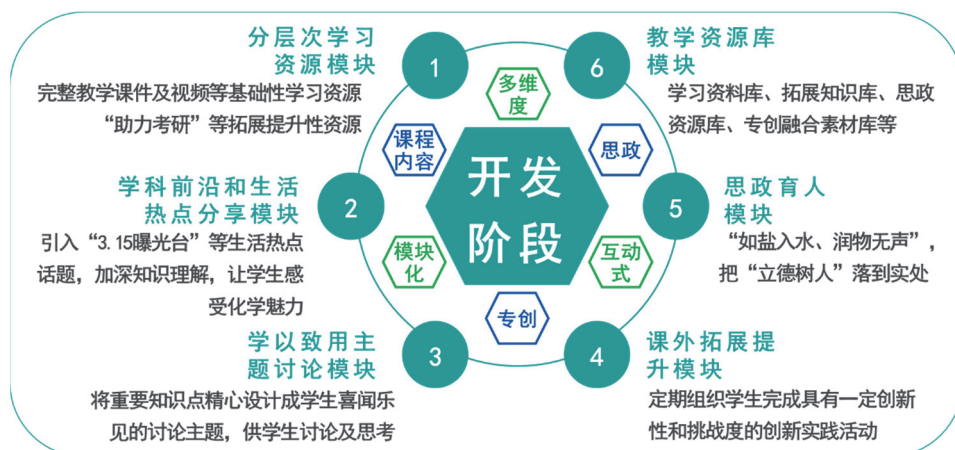 分层次学习
资源模块
1
完整教学课件及视频等基础性学习资源
“助力考研”等拓展提升性资源
学科前沿和生活
热点分享模块
2
引入“3.15曝光台”等生活热点
话题，加深知识理解，让学生感
受化学魅力
学以致用主
题讨论模块
3
将重要知识点精心设计成学生喜闻乐
见的讨论主题，供学生讨论及思考
多维
度
课程
内容
思政
开发
阶段
模块
化
互动
式
专创
6
教学资源库
模块
学习资料库、拓展知识库、思政
资源库、专创融合素材库等
5
思政育人
模块
“如盐入水、润物无声”，
把“立德树人”落到实处
4
课外拓展提
升模块
定期组织学生完成具有一定创新
性和挑战度的创新实践活动